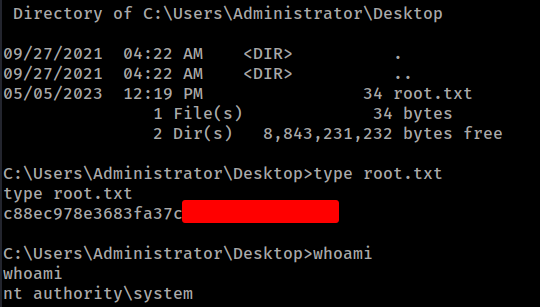 Directory of C:\Users\Administrator\Desktop
09/27/2021  04:22 AM    <DIR>          .
09/27/2021  04:22 AM    <DIR>          ..
05/05/2023  12:19 PM                34 root.txt
               1 File(s)             34 bytes
               2 Dir(s)   8,843,231,232 bytes free
C:\Users\Administrator\Desktop>type root.txt
type root.txt
c88ec978e3683fa37c
C:\Users\Administrator\Desktop>whoami
whoami
nt authority\system